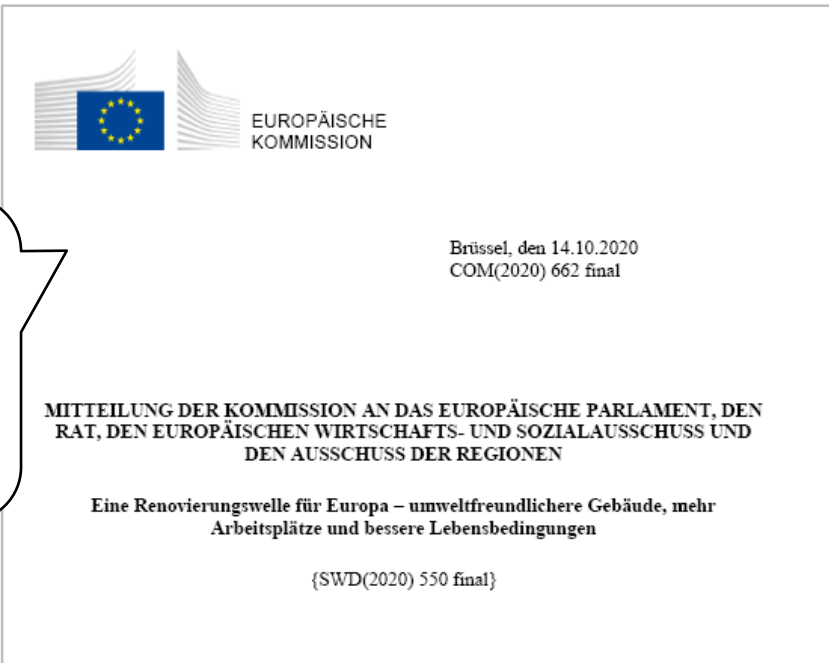 EUROPÄISCHE
KOMMISSION
Brüssel, den 14.10.2020
COM(2020) 662 final
MITTEILUNG DER KOMMISSION AN DAS EUROPÄISCHE PARLAMENT, DEN
RAT, DEN EUROPÄISCHEN WIRTSCHAFTS- UND SOZIALAUSSCHUSS UND
DEN AUSSCHUSS DER REGIONEN
Eine Renovierungswelle für Europa – umweltfreundlichere Gebäude, mehr
Arbeitsplätze und bessere Lebensbedingungen
{SWD(2020) 550 final}